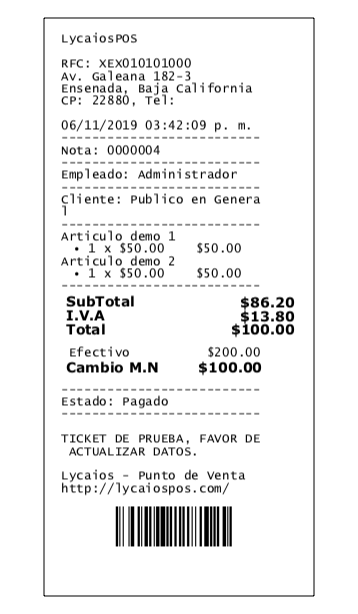 LycaiosPOS
RFC: XEX010101000
Av. Galeana 182-3
Ensenada, Baja California
CP: 22880, Tel:
06/11/2019 03:42:09 p. m.
--------------------------
Nota: 0000004
--------------------------
Empleado: Administrador
--------------------------
Cliente: Publico en Genera
l
--------------------------
Articulo demo 1
• 1 x $50.00 $50.00
Articulo demo 2
• 1 x $50.00 $50.00
--------------------------
SubTotal $86.20
I.V.A $13.80
Total $100.00
Efectivo $200.00
Cambio M.N $100.00
--------------------------
Estado: Pagado
--------------------------
TICKET DE PRUEBA, FAVOR DE
ACTUALIZAR DATOS.
Lycaios - Punto de Venta
http://lycaiospos.com/